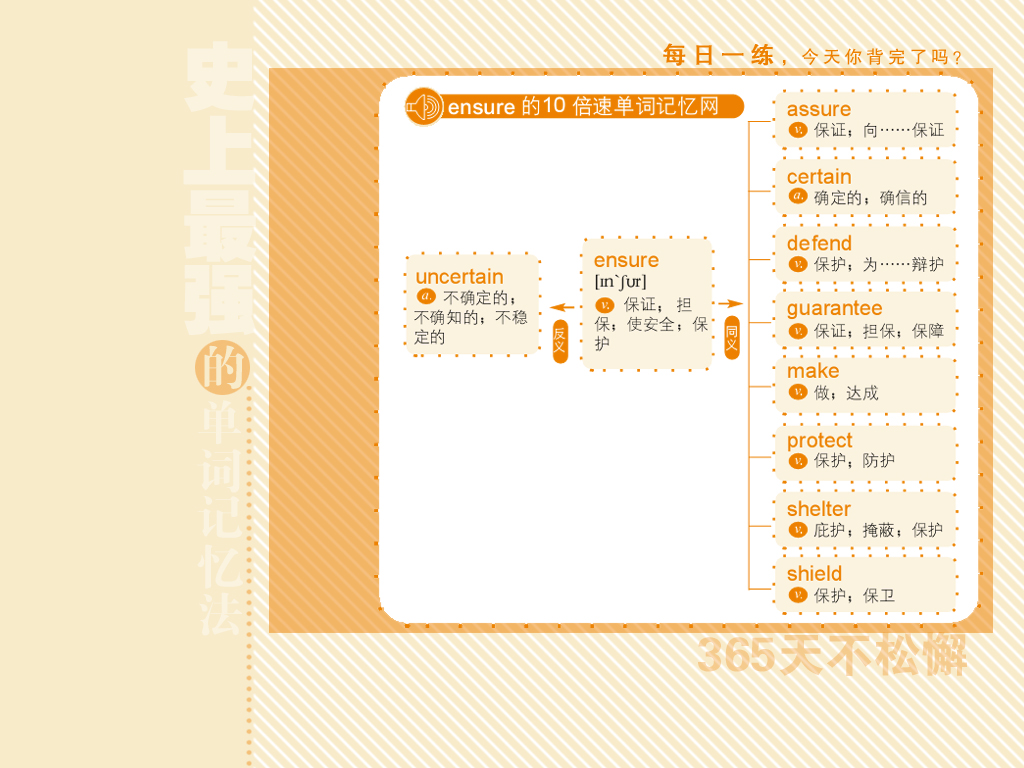 每日一练，今天你背完了吗？
史上最强的单词记忆法
ensure 的10 倍速单词记忆网
uncertain
a. 不确定的；
不确知的；不稳
定的
反义
ensure
[ɪn`ʃʊr]
v. 保证；担
保；使安全；保
护
同义
assure
v. 保证；向……保证
certain
a. 确定的；确信的
defend
v. 保护；为……辩护
guarantee
v. 保证；担保；保障
make
v. 做；达成
protect
v. 保护；防护
shelter
v. 庇护；掩蔽；保护
shield
v. 保护；保卫
365天不松懈